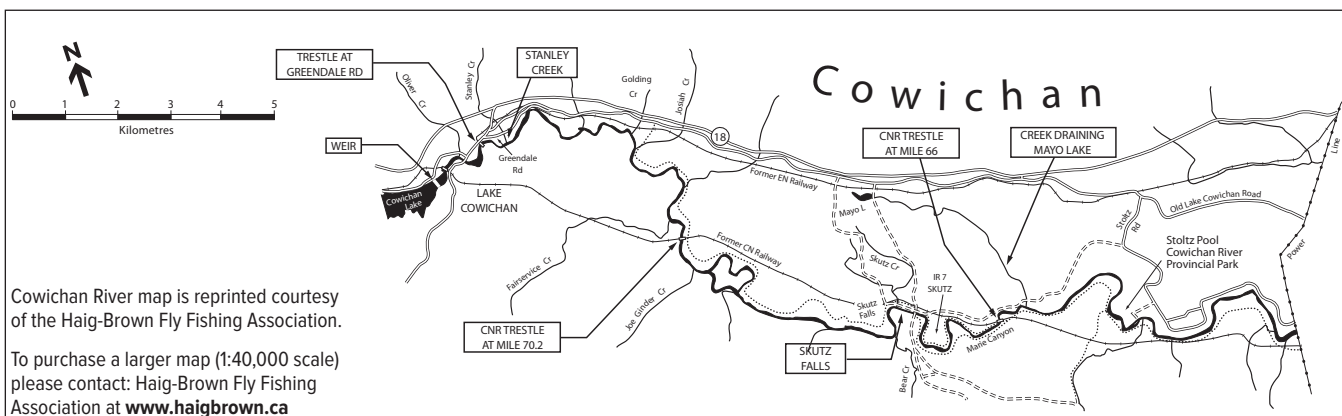 N
0 1 2 3 4 5
Kilometres
TRESTLE AT
GREENDALE RD
Oliver Cr
Stanley Cr
STANLEY
CREEK
Golding
Cr
Josiah Cr
Cowichan
WEIR
Greendale
Rd
18
CNR TRESTLE
AT MILE 66
CREEK DRAINING
MAYO LAKE
Line
Cowichan
Lake
LAKE
COWICHAN
Former EN Railway
Mayo L
Old Lake Cowichan Road
Stoltz
Rd
Power
Fairservice Cr
Former CN Railway
Skutz Cr
IR 7
SKUTZ
Stoltz Pool
Cowichan River
Provincial Park
Joe Ginder Cr
Skutz
Falls
Marie Canyon
CNR TRESTLE
AT MILE 70.2
SKUTZ
FALLS
Bear Cr
Cowichan River map is reprinted courtesy
of the Haig-Brown Fly Fishing Association.
To purchase a larger map (1:40,000 scale)
please contact: Haig-Brown Fly Fishing
Association at www.haigbrown.ca